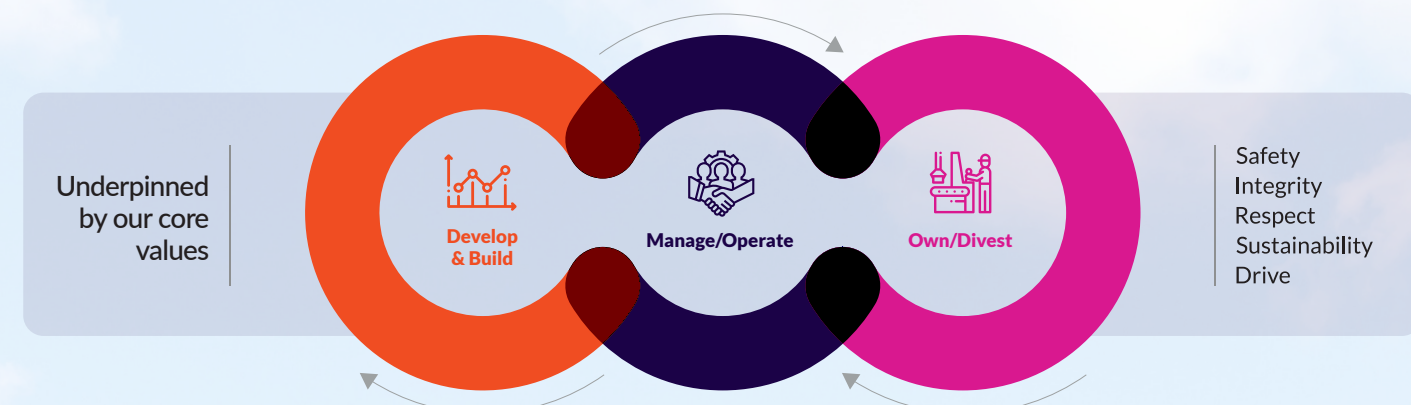 Underpinned
by our core
values
Develop
& Build
Manage/Operate
Own/Divest
Safety
Integrity
Respect
Sustainability
Drive